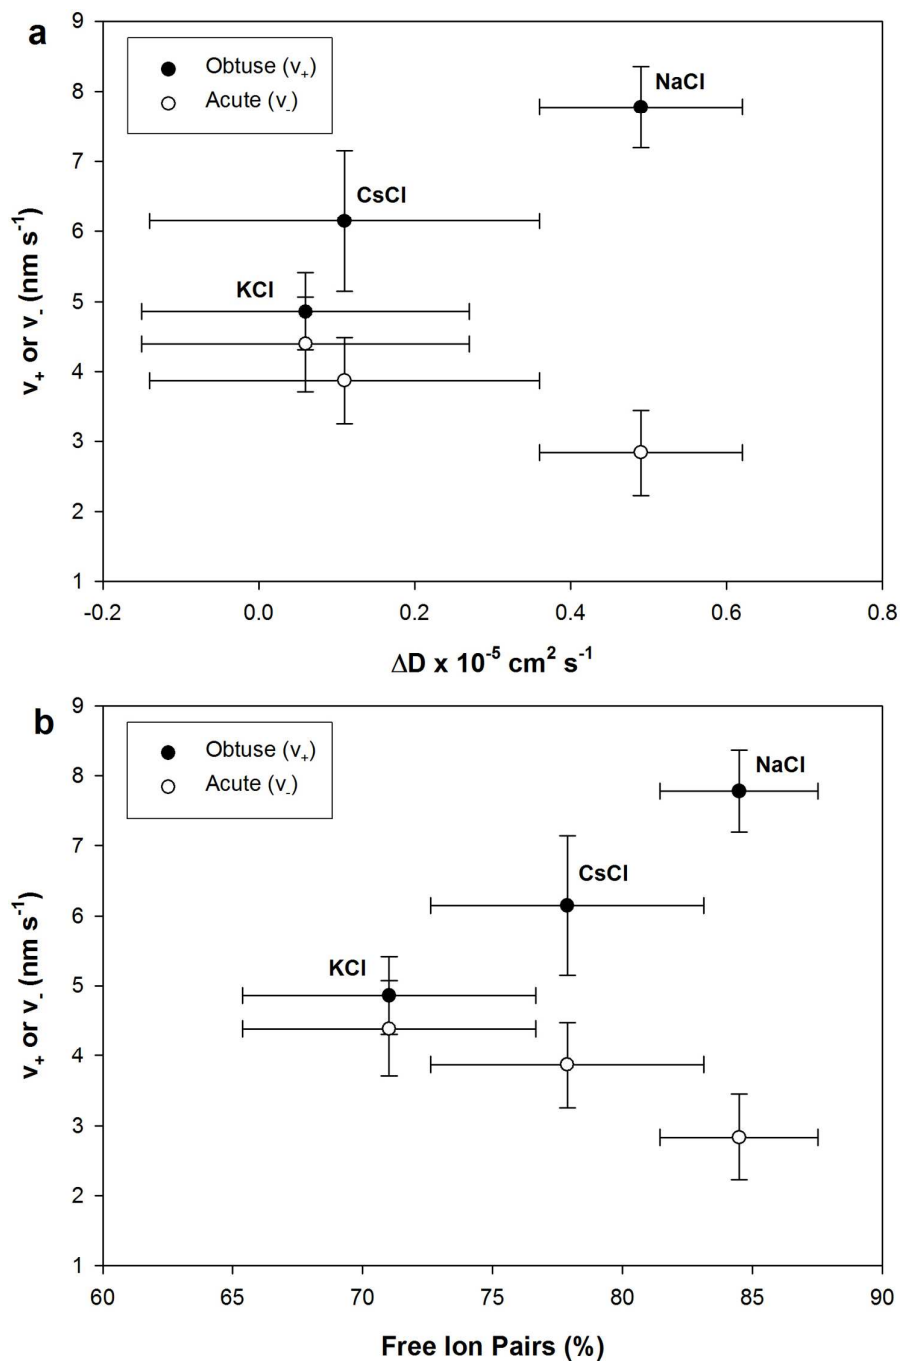 a
Obtuse (v₊)
Acute (v₋)
NaCl
CsCl
KCl
9
8
7
6
5
4
3
2
1
v₊ or v₋ (nm s⁻¹)
-0.2 0.0 0.2 0.4 0.6 0.8
ΔD x 10⁻⁵ cm² s⁻¹
b
Obtuse (v₊)
Acute (v₋)
NaCl
CsCl
KCl
9
8
7
6
5
4
3
2
1
v₊ or v₋ (nm s⁻¹)
60 65 70 75 80 85 90
Free Ion Pairs (%)